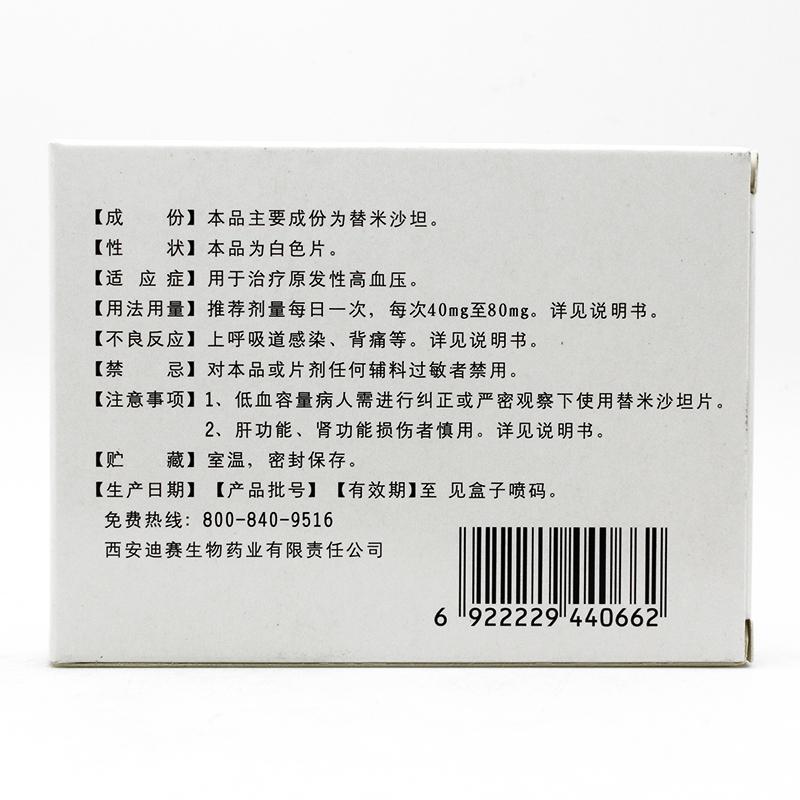 【成　份】本品主要成份为替米沙坦。
【性　状】本品为白色片。
【适应症】用于治疗原发性高血压。
【用法用量】推荐剂量每日一次，每次40mg至80mg。详见说明书。
【不良反应】上呼吸道感染、背痛等。详见说明书。
【禁　忌】对本品或片剂任何辅料过敏者禁用。
【注意事项】1、低血容量病人需进行纠正或严密观察下使用替米沙坦片。
2、肝功能、肾功能损伤者慎用。详见说明书。
【贮　藏】室温，密封保存。
【生产日期】【产品批号】【有效期】至 见盒子喷码。
免费热线：800-840-9516
西安迪赛生物药业有限责任公司
6 922229 440662